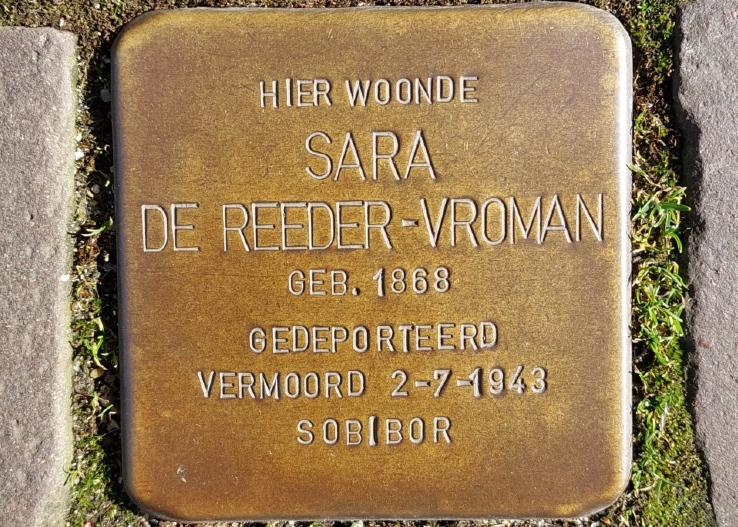 HIER WOONDE
SARA
DE REEDER-VROMAN
GEB. 1868
GEDEPORTEERD
VERMOORD 2-7-1943
SOBIBOR